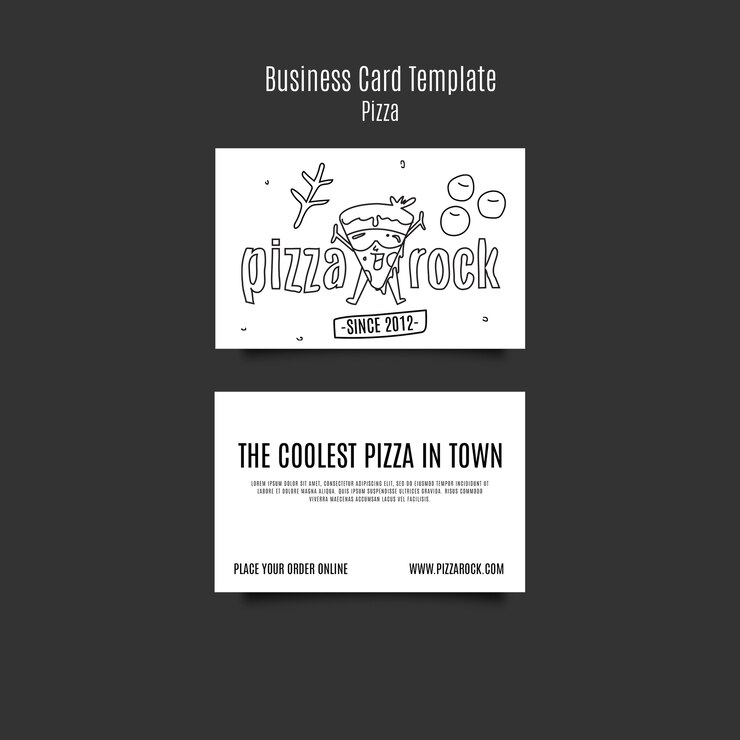 Business Card Template
Pizza
pizza rock
-SINCE 2012-
THE COOLEST PIZZA IN TOWN
LOREM IPSUM DOLOR SIT AMET, CONSECTETUR ADIPISCING ELIT, SED DO EIUSMOD TEMPOR INCIDIDUNT UT
LABORE ET DOLORE MAGNA ALIQUA. QUIS IPSUM SUSPENDISSE ULTRICES GRAVIDA. RISUS COMMODO
VIVERRA MAECENAS ACCUMSAN LACUS VEL FACILISIS.
PLACE YOUR ORDER ONLINE
WWW.PIZZAROCK.COM